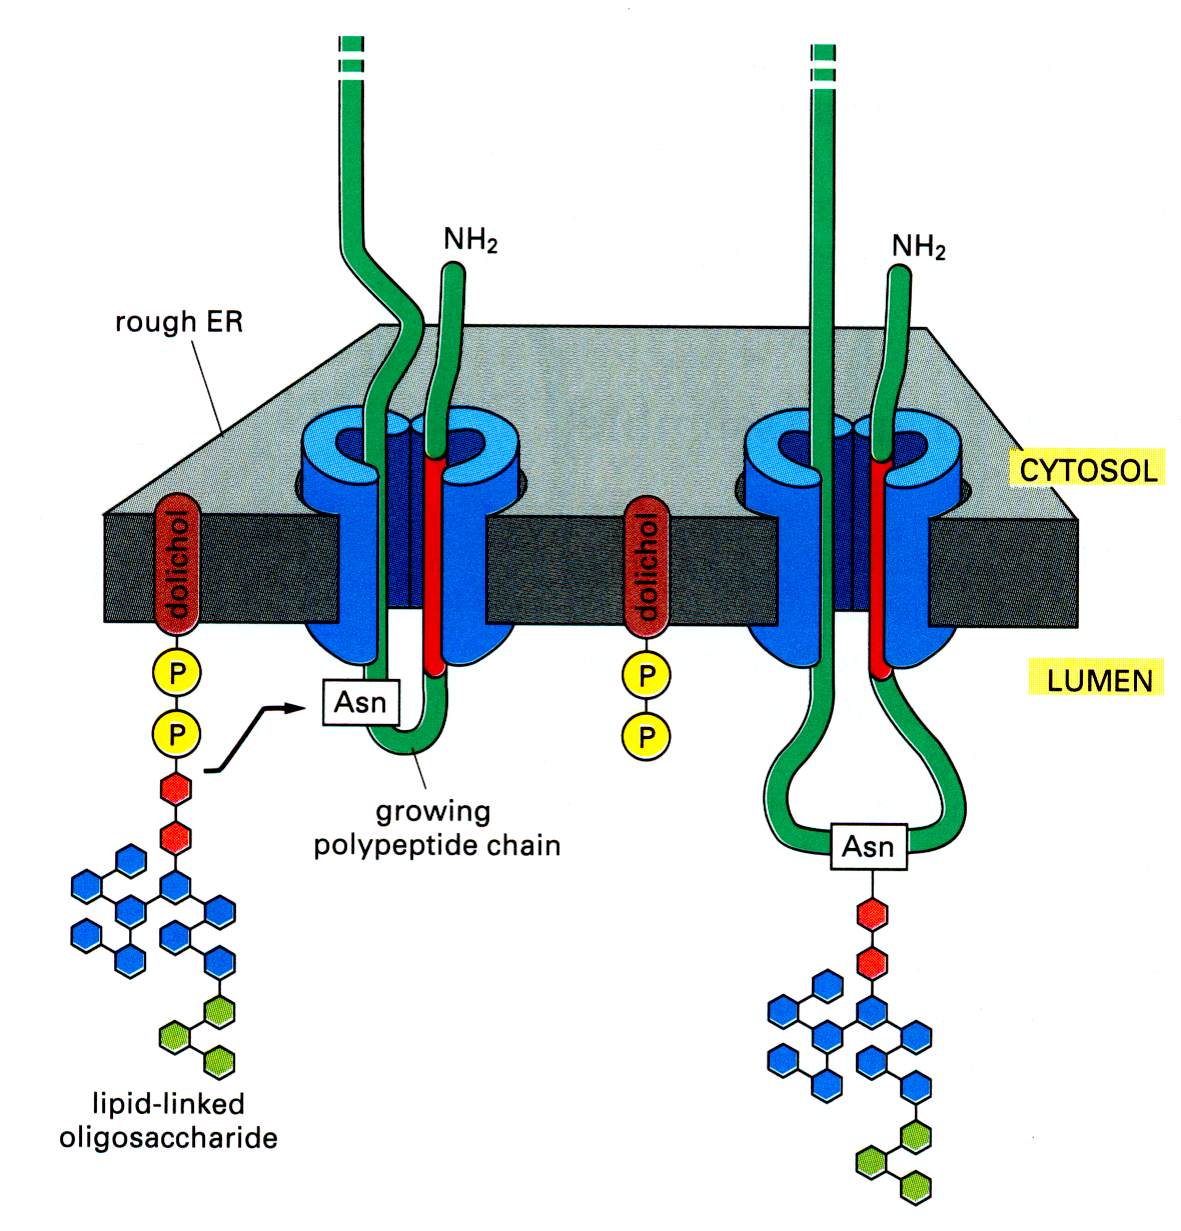 NH2
NH2
rough ER
CYTOSOL
dolichol
dolichol
P
P
LUMEN
Asn
P
P
growing
polypeptide chain
Asn
lipid-linked
oligosaccharide